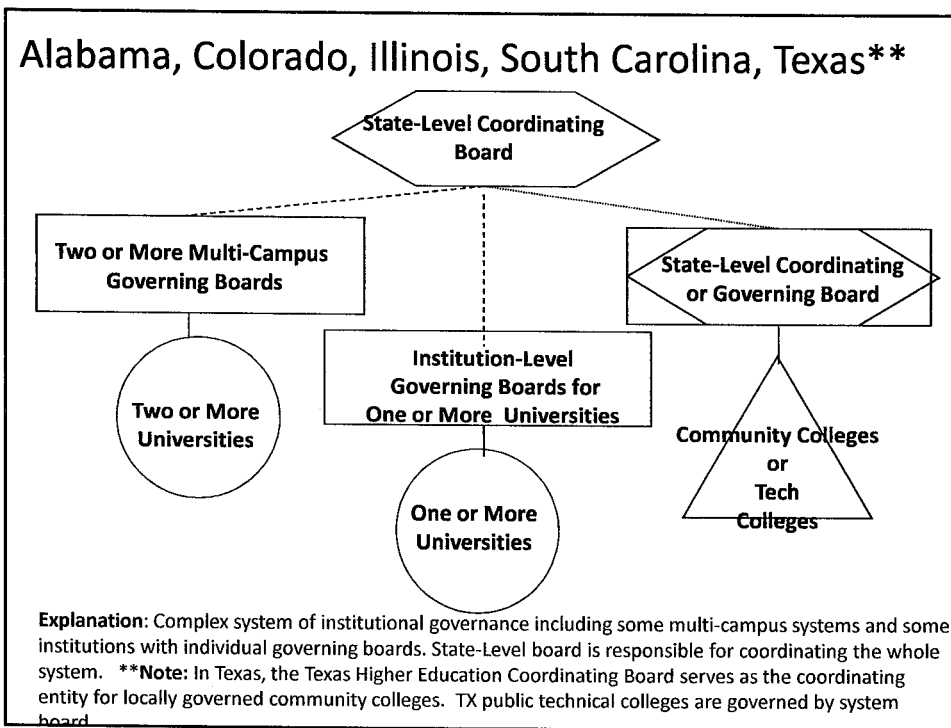 Alabama, Colorado, Illinois, South Carolina, Texas**
State-Level Coordinating
Board
Two or More Multi-Campus
Governing Boards
State-Level Coordinating
or Governing Board
Institution-Level
Governing Boards for
One or More Universities
Two or More
Universities
Community Colleges
or
Tech
Colleges
One or More
Universities
Explanation: Complex system of institutional governance including some multi-campus systems and some
institutions with individual governing boards. State-Level board is responsible for coordinating the whole
system. **Note: In Texas, the Texas Higher Education Coordinating Board serves as the coordinating
entity for locally governed community colleges. TX public technical colleges are governed by system
board